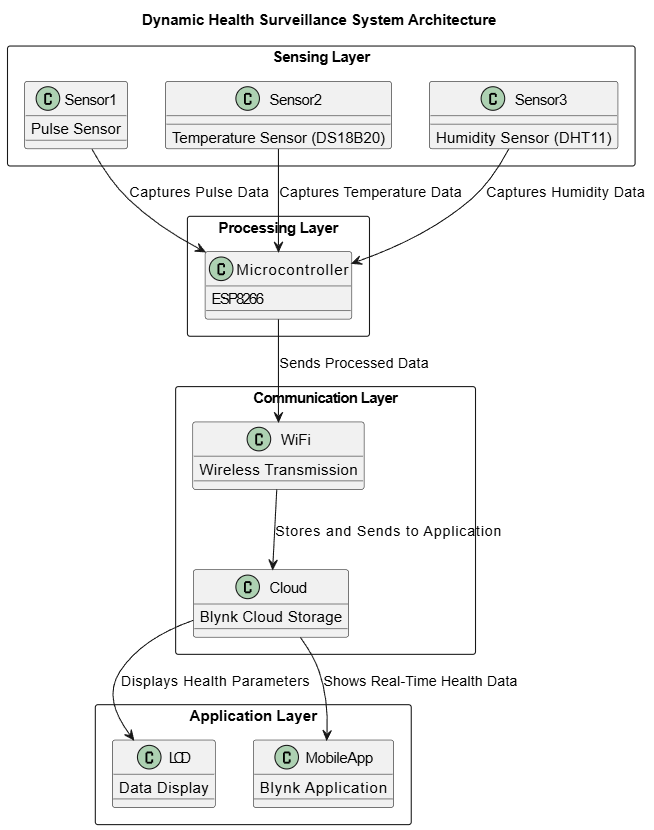 Dynamic Health Surveillance System Architecture
Sensing Layer
C Sensor1
Pulse Sensor
C Sensor2
Temperature Sensor (DS18B20)
C Sensor3
Humidity Sensor (DHT11)
Captures Pulse Data
Captures Temperature Data
Captures Humidity Data
Processing Layer
C Microcontroller
ESP8266
Sends Processed Data
Communication Layer
C WiFi
Wireless Transmission
Stores and Sends to Application
C Cloud
Blynk Cloud Storage
Displays Health Parameters
Shows Real-Time Health Data
Application Layer
C LCD
Data Display
C MobileApp
Blynk Application